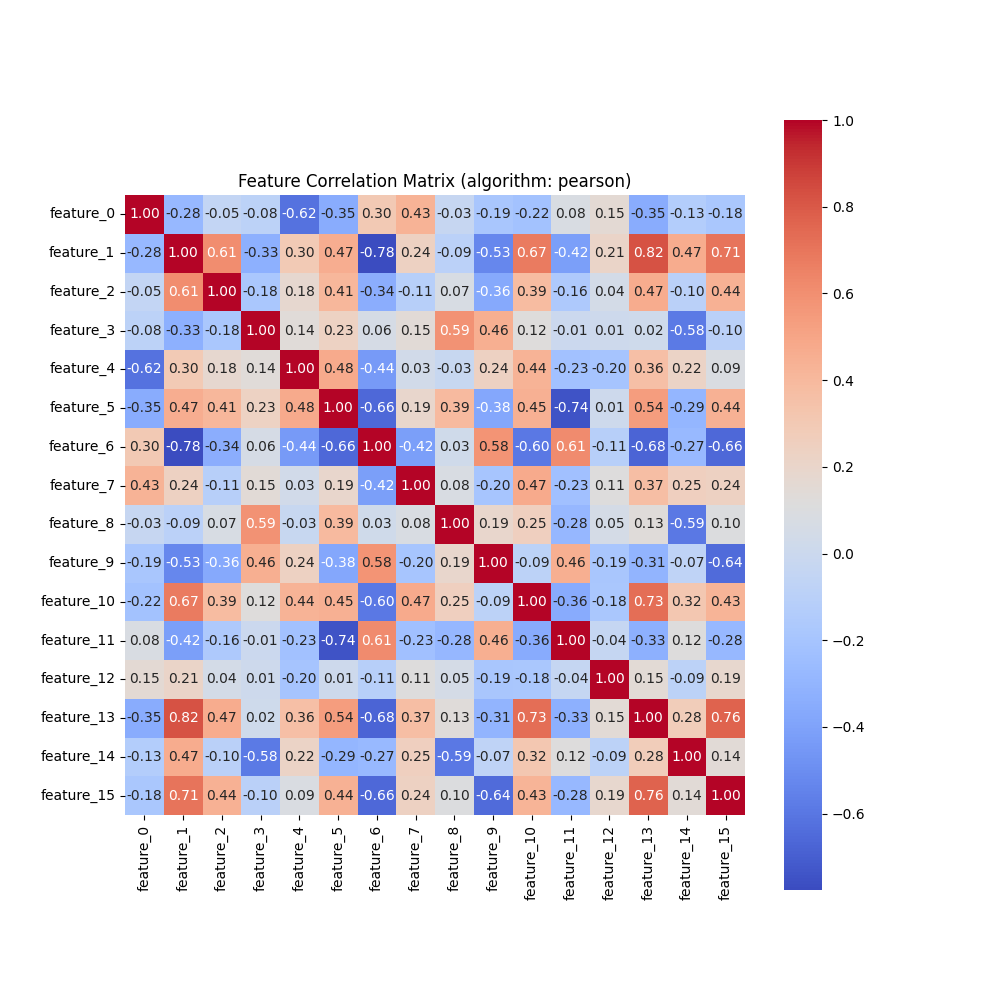 Feature Correlation Matrix (algorithm: pearson)
feature_0 1.00 -0.28 -0.05 -0.08 -0.62 -0.35 0.30 0.43 -0.03 -0.19 -0.22 0.08 0.15 -0.35 -0.13 -0.18
feature_1 -0.28 1.00 0.61 -0.33 0.30 0.47 -0.78 0.24 -0.09 -0.53 0.67 -0.42 0.21 0.82 0.47 0.71
feature_2 -0.05 0.61 1.00 -0.18 0.18 0.41 -0.34 -0.11 0.07 -0.36 0.39 -0.16 0.04 0.47 -0.10 0.44
feature_3 -0.08 -0.33 -0.18 1.00 0.14 0.23 0.06 0.15 0.59 0.46 0.12 -0.01 0.01 0.02 -0.58 -0.10
feature_4 -0.62 0.30 0.18 0.14 1.00 0.48 -0.44 0.03 -0.03 0.24 0.44 -0.23 -0.20 0.36 0.22 0.09
feature_5 -0.35 0.47 0.41 0.23 0.48 1.00 -0.66 0.19 0.39 -0.38 0.45 -0.74 0.01 0.54 -0.29 0.44
feature_6 0.30 -0.78 -0.34 0.06 -0.44 -0.66 1.00 -0.42 0.03 0.58 -0.60 0.61 -0.11 -0.68 -0.27 -0.66
feature_7 0.43 0.24 -0.11 0.15 0.03 0.19 -0.42 1.00 0.08 -0.20 0.47 -0.23 0.11 0.37 0.25 0.24
feature_8 -0.03 -0.09 0.07 0.59 -0.03 0.39 0.03 0.08 1.00 0.19 0.25 -0.28 0.05 0.13 -0.59 0.10
feature_9 -0.19 -0.53 -0.36 0.46 0.24 -0.38 0.58 -0.20 0.19 1.00 -0.09 0.46 -0.19 -0.31 -0.07 -0.64
feature_10 -0.22 0.67 0.39 0.12 0.44 0.45 -0.60 0.47 0.25 -0.09 1.00 -0.36 -0.18 0.73 0.32 0.43
feature_11 0.08 -0.42 -0.16 -0.01 -0.23 -0.74 0.61 -0.23 -0.28 0.46 -0.36 1.00 -0.04 -0.33 0.12 -0.28
feature_12 0.15 0.21 0.04 0.01 -0.20 0.01 -0.11 0.11 0.05 -0.19 -0.18 -0.04 1.00 0.15 -0.09 0.19
feature_13 -0.35 0.82 0.47 0.02 0.36 0.54 -0.68 0.37 0.13 -0.31 0.73 -0.33 0.15 1.00 0.28 0.76
feature_14 -0.13 0.47 -0.10 -0.58 0.22 -0.29 -0.27 0.25 -0.59 -0.07 0.32 0.12 -0.09 0.28 1.00 0.14
feature_15 -0.18 0.71 0.44 -0.10 0.09 0.44 -0.66 0.24 0.10 -0.64 0.43 -0.28 0.19 0.76 0.14 1.00
feature_0 feature_1 feature_2 feature_3 feature_4 feature_5 feature_6 feature_7 feature_8 feature_9 feature_10 feature_11 feature_12 feature_13 feature_14 feature_15
1.0
0.8
0.6
0.4
0.2
0.0
−0.2
−0.4
−0.6